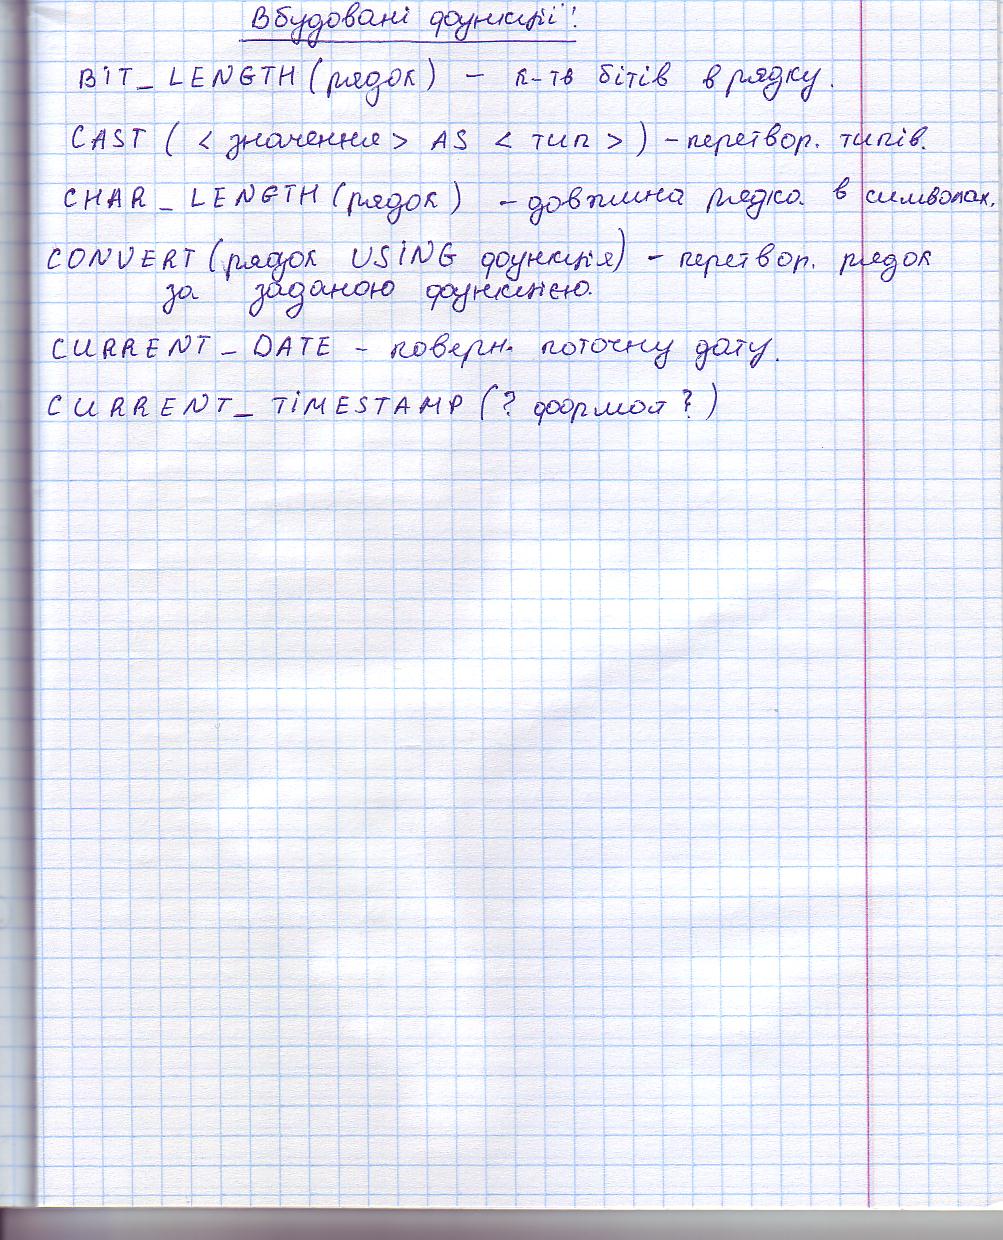 Вбудовані функції!
BIT_LENGTH (рядок) – к-ть бітів в рядку.
CAST ( < значення > AS < тип > ) – перетвор. типів.
CHAR_LENGTH (рядок) – довжина рядка в символах.
CONVERT (рядок USING функція) – перетвор. рядок
за заданою функцією.
CURRENT_DATE – поверн. поточну дату.
CURRENT_TIMESTAMP (? формат ?)